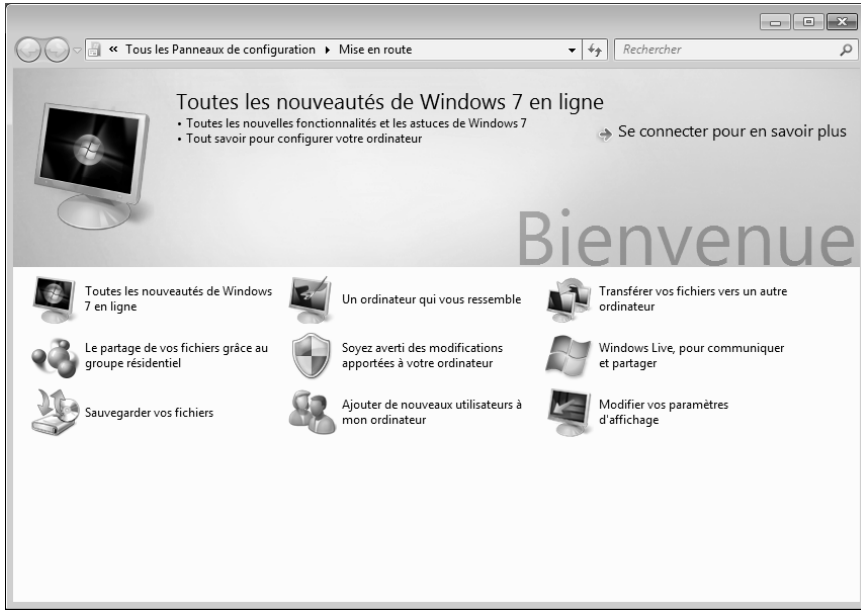 « Tous les Panneaux de configuration ▸ Mise en route
Rechercher
Toutes les nouveautés de Windows 7 en ligne
• Toutes les nouvelles fonctionnalités et les astuces de Windows 7
• Tout savoir pour configurer votre ordinateur
Se connecter pour en savoir plus
Bienvenue
Toutes les nouveautés de Windows
7 en ligne
Un ordinateur qui vous ressemble
Transférer vos fichiers vers un autre
ordinateur
Le partage de vos fichiers grâce au
groupe résidentiel
Soyez averti des modifications
apportées à votre ordinateur
Windows Live, pour communiquer
et partager
Sauvegarder vos fichiers
Ajouter de nouveaux utilisateurs à
mon ordinateur
Modifier vos paramètres
d'affichage